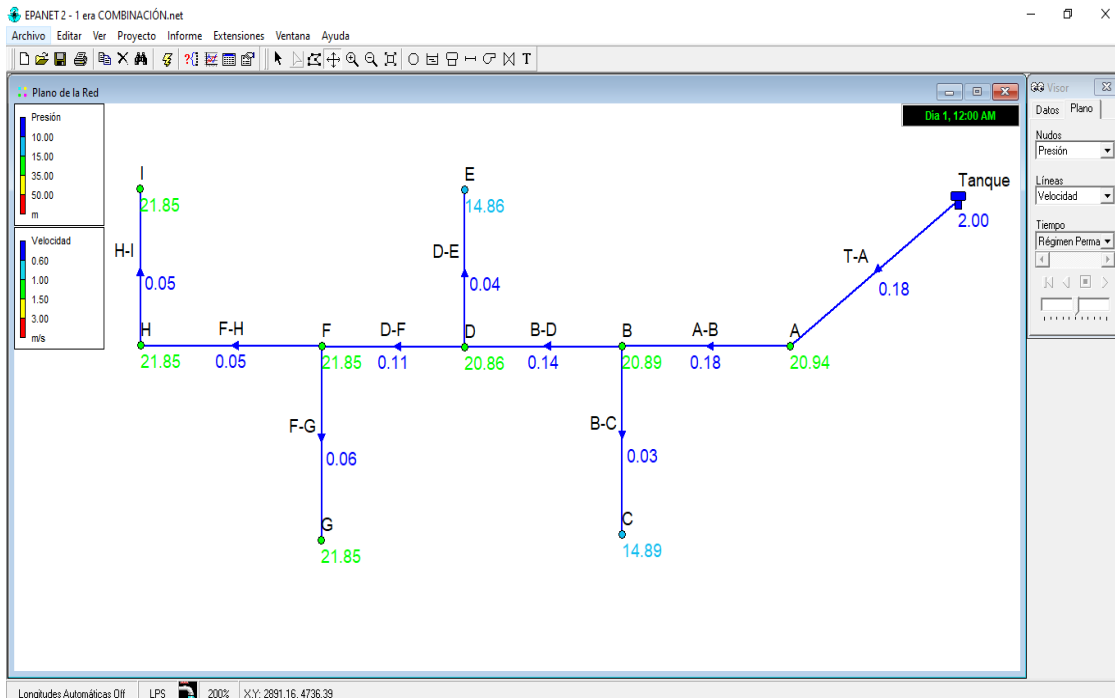 EPANET 2 - 1 era COMBINACIÓN.net
Archivo Editar Ver Proyecto Informe Extensiones Ventana Ayuda
T
Plano de la Red
Visor
Datos Plano
Nudos
Presión
Líneas
Velocidad
Tiempo
Régimen Perma
Día 1, 12:00 AM
Presión
10.00
15.00
35.00
50.00
m
Velocidad
0.60
1.00
1.50
3.00
m/s
I
21.85
E
14.86
Tanque
2.00
H-I
0.05
D-E
0.04
T-A
0.18
H
21.85
F-H
0.05
F
21.85
D-F
0.11
D
20.86
B-D
0.14
B
20.89
A-B
0.18
A
20.94
F-G
0.06
B-C
0.03
G
21.85
C
14.89
Longitudes Automáticas Off LPS 200% X,Y: 2891.16, 4736.39